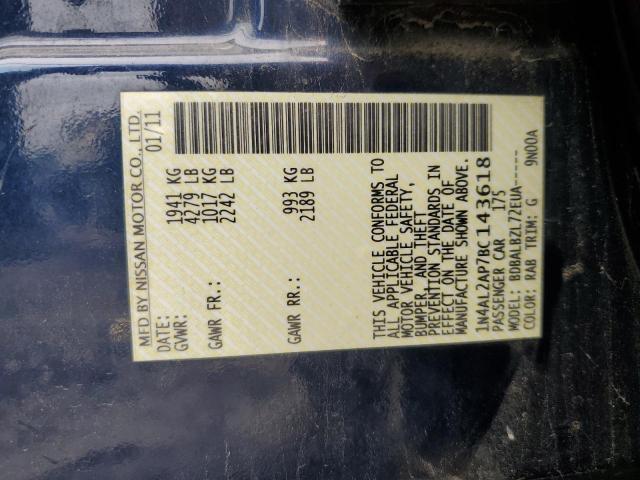 MFD BY NISSAN MOTOR CO., LTD.
DATE: 01/11
GVWR: 1941 KG
4279 LB
GAWR FR.: 1017 KG
2242 LB
GAWR RR.: 993 KG
2189 LB
THIS VEHICLE CONFORMS TO
ALL APPLICABLE FEDERAL
MOTOR VEHICLE SAFETY,
BUMPER, AND THEFT
PREVENTION STANDARDS IN
EFFECT ON THE DATE OF
MANUFACTURE SHOWN ABOVE.
1N4AL2AP7BC143618
PASSENGER CAR 175
MODEL: BDBALBZL72EUA-----
COLOR: RAB TRIM: G 9N00A